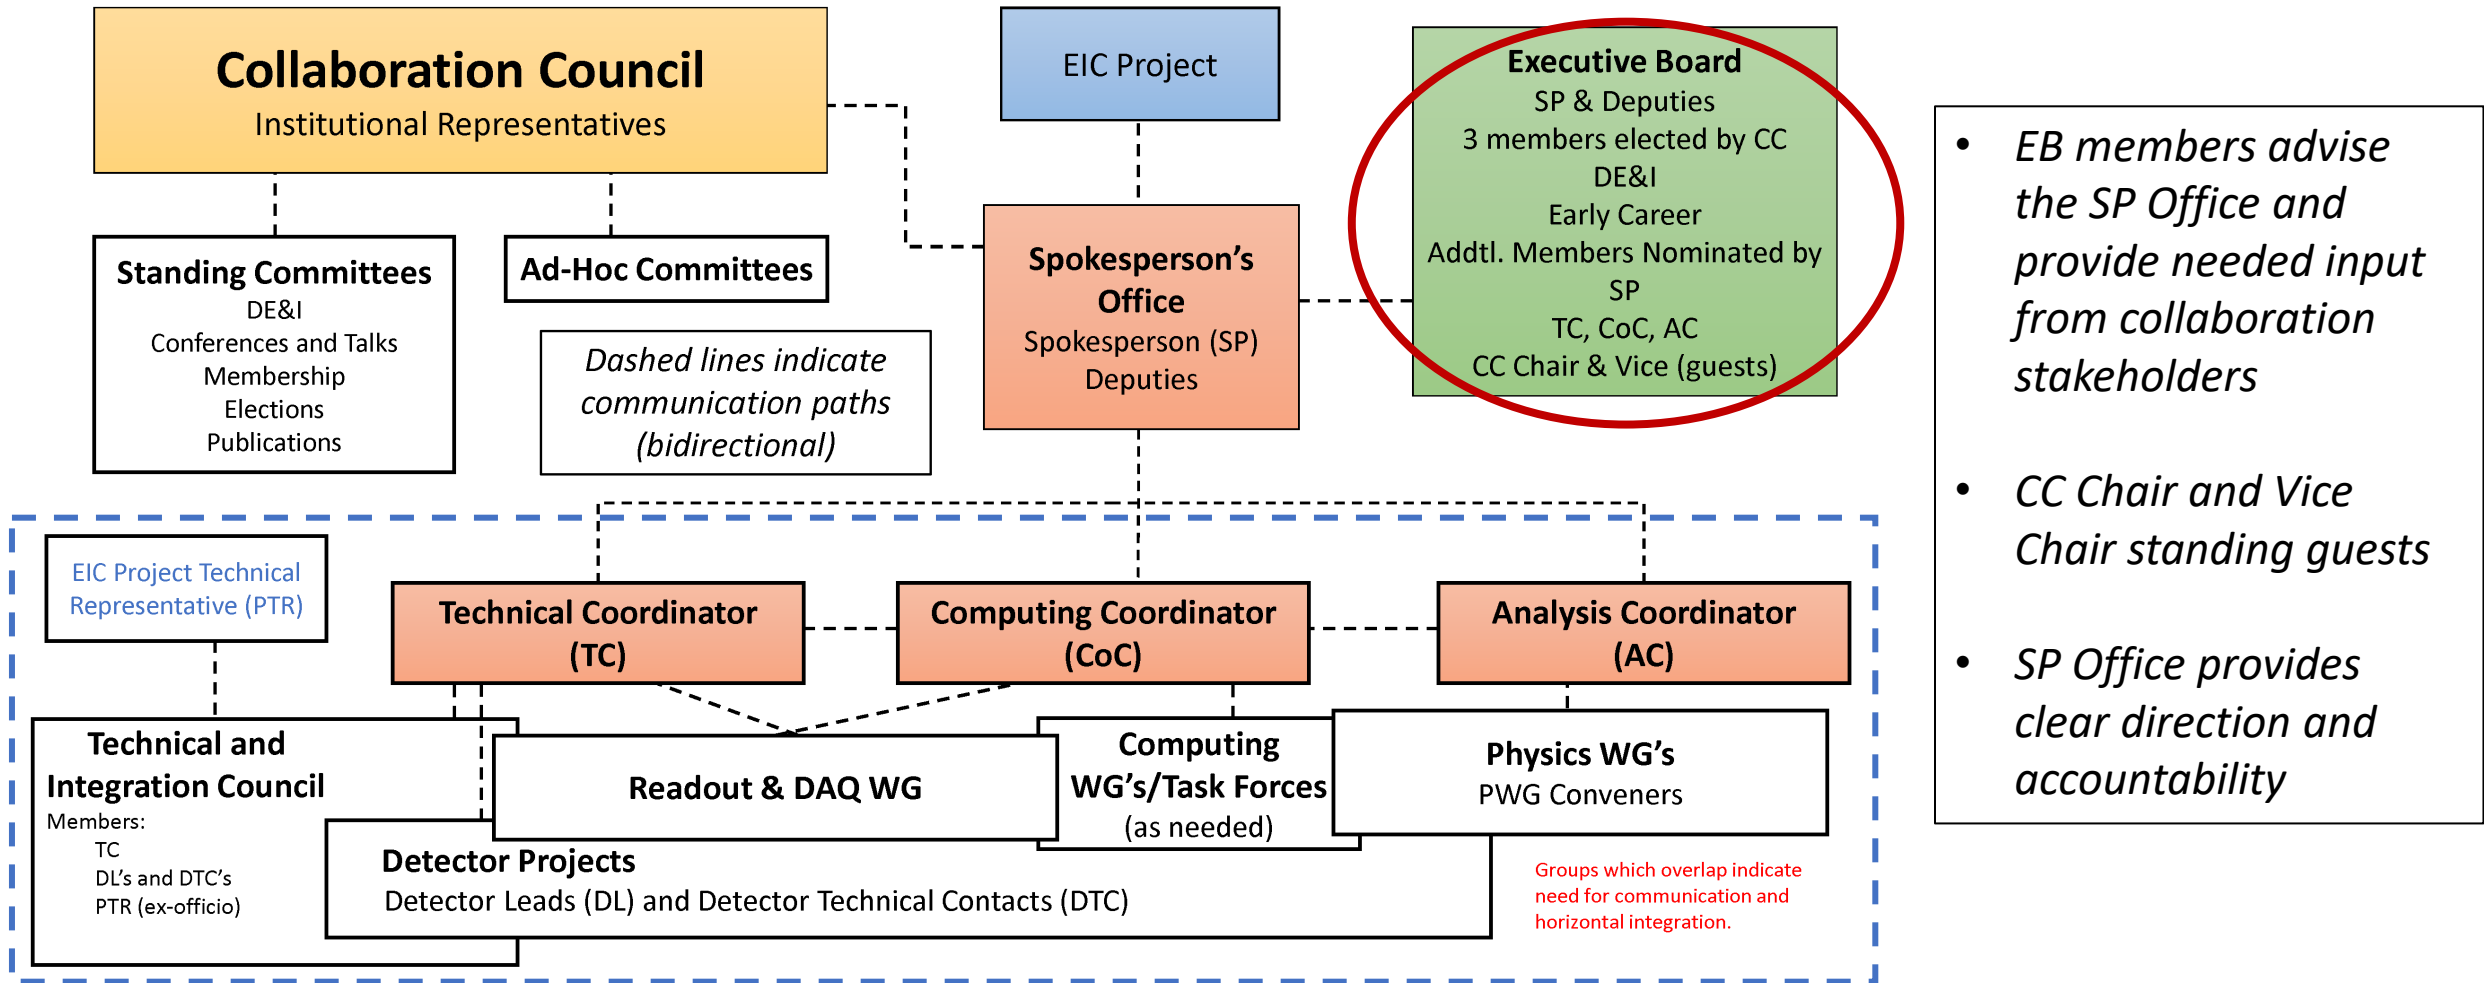 Collaboration Council
Institutional Representatives
EIC Project
Executive Board
SP & Deputies
3 members elected by CC
DE&I
Early Career
Addtl. Members Nominated by
SP
TC, CoC, AC
CC Chair & Vice (guests)
• EB members advise
the SP Office and
provide needed input
from collaboration
stakeholders
• CC Chair and Vice
Chair standing guests
• SP Office provides
clear direction and
accountability
Standing Committees
DE&I
Conferences and Talks
Membership
Elections
Publications
Ad-Hoc Committees
Dashed lines indicate
communication paths
(bidirectional)
Spokesperson’s
Office
Spokesperson (SP)
Deputies
EIC Project Technical
Representative (PTR)
Technical Coordinator
(TC)
Computing Coordinator
(CoC)
Analysis Coordinator
(AC)
Technical and
Integration Council
Members:
TC
DL’s and DTC’s
PTR (ex-officio)
Readout & DAQ WG
Computing
WG’s/Task Forces
(as needed)
Physics WG’s
PWG Conveners
Detector Projects
Detector Leads (DL) and Detector Technical Contacts (DTC)
Groups which overlap indicate
need for communication and
horizontal integration.